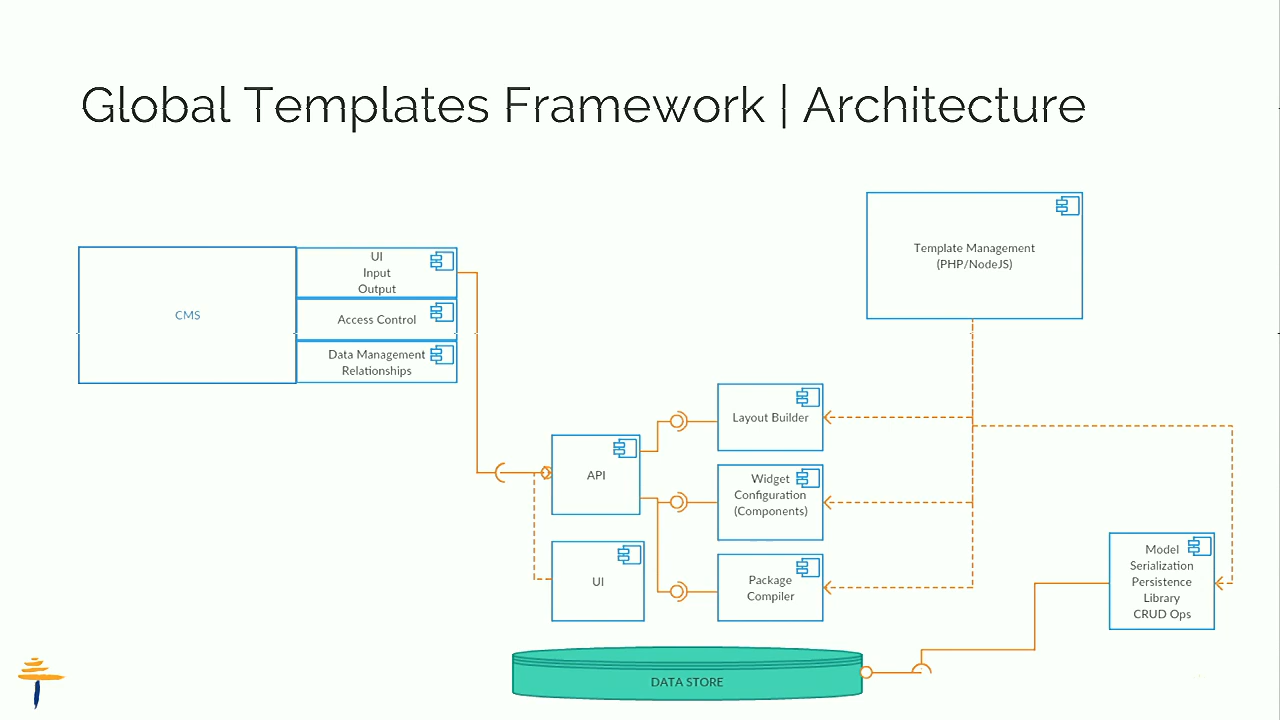 Global Templates Framework | Architecture
Template Management
(PHP/NodeJS)
CMS
UI
Input
Output
Access Control
Data Management
Relationships
Layout Builder
API
Widget
Configuration
(Components)
UI
Package
Compiler
Model
Serialization
Persistence
Library
CRUD Ops
DATA STORE